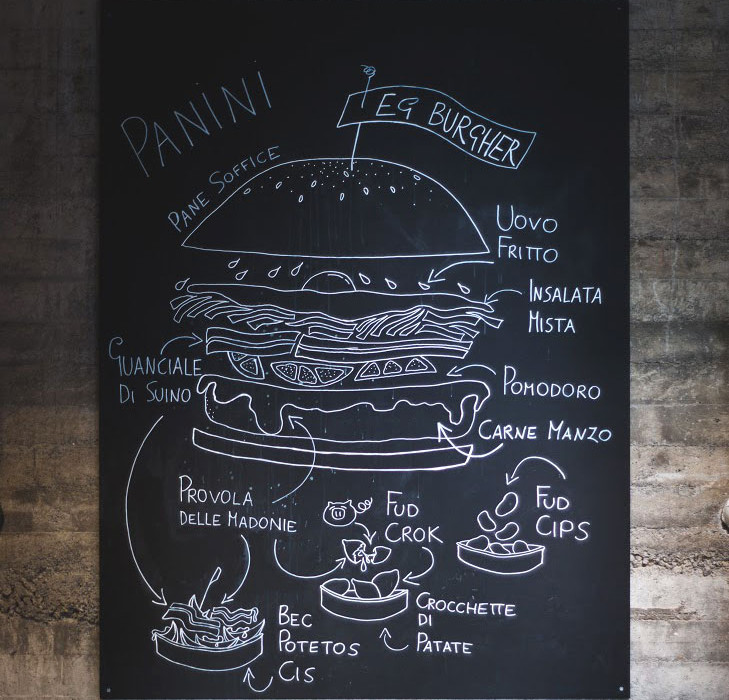 PANINI
EG BURGHER
PANE SOFFICE
UOVO
FRITTO
INSALATA
MISTA
GUANCIALE
DI SUINO
POMODORO
CARNE MANZO
PROVOLA
DELLE MADONIE
FUD
CROK
FUD
CIPS
CROCCHETTE
DI
PATATE
BEC
POTETOS
CIS